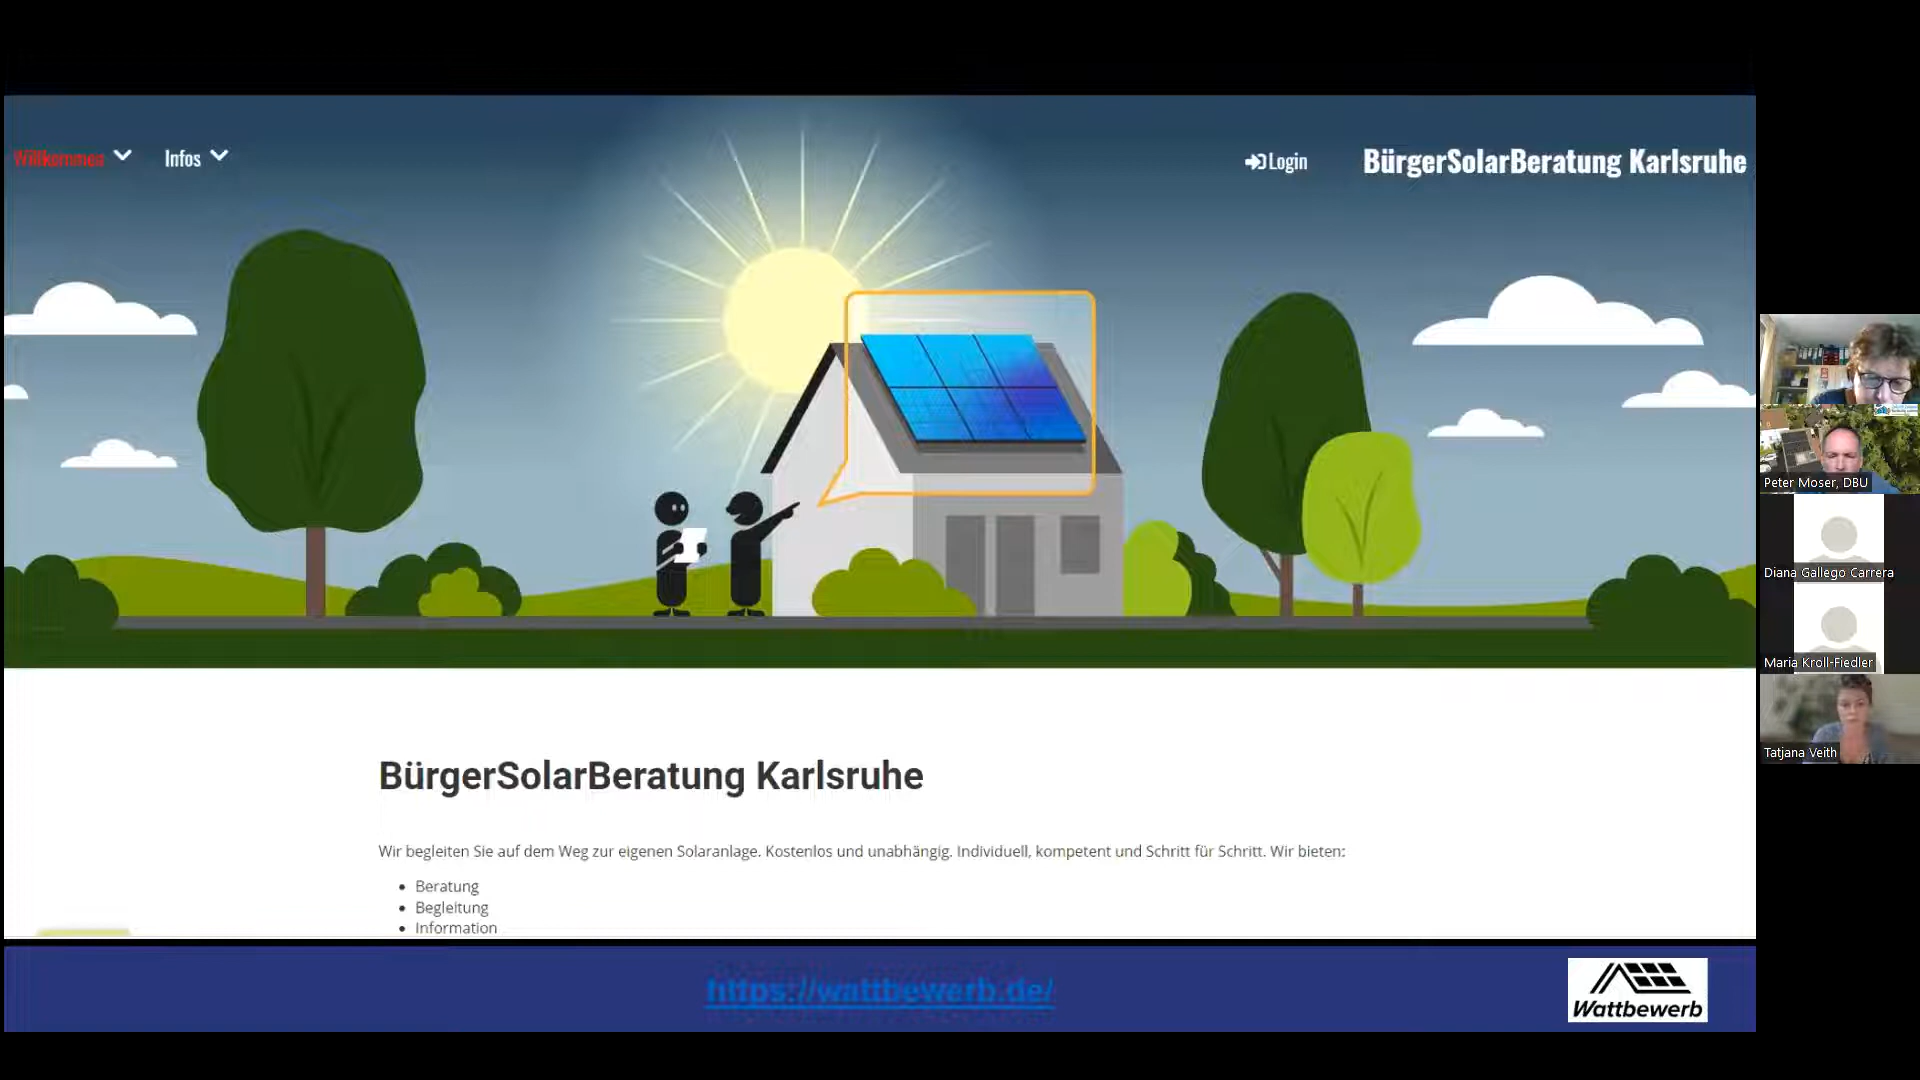 Willkommen
Infos
Login
BürgerSolarBeratung Karlsruhe
BürgerSolarBeratung Karlsruhe
Wir begleiten Sie auf dem Weg zur eigenen Solaranlage. Kostenlos und unabhängig. Individuell, kompetent und Schritt für Schritt. Wir bieten:
Beratung
Begleitung
Information
https://wattbewerb.de/
Wattbewerb
Peter Moser, DBU
Diana Gallego Carrera
Maria Kroll-Fiedler
Tatjana Veith